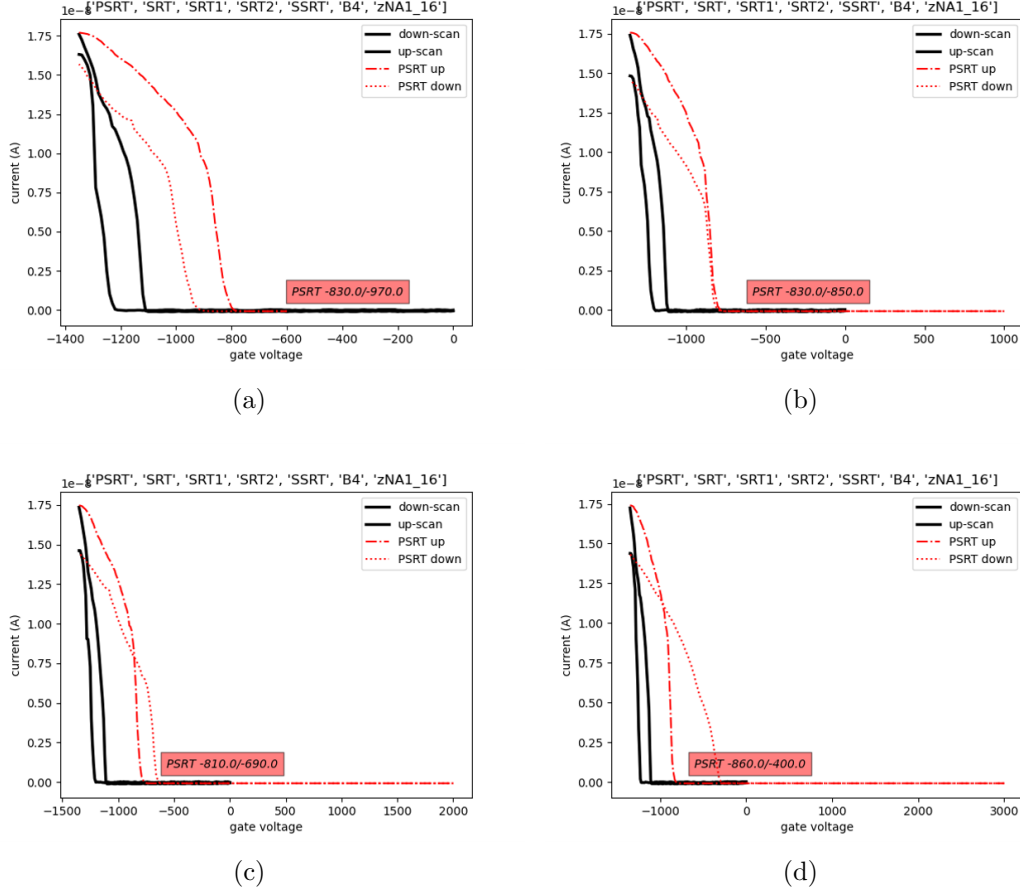 ['PSRT', 'SRT', 'SRT1', 'SRT2', 'SSRT', 'B4', 'zNA1_16']
1e−8
1.75
1.50
1.25
1.00
0.75
0.50
0.25
0.00
current (A)
down-scan
up-scan
PSRT up
PSRT down
PSRT -830.0/-970.0
−1400 −1200 −1000 −800 −600 −400 −200 0
gate voltage
(a)
['PSRT', 'SRT', 'SRT1', 'SRT2', 'SSRT', 'B4', 'zNA1_16']
1e−8
1.75
1.50
1.25
1.00
0.75
0.50
0.25
0.00
current (A)
down-scan
up-scan
PSRT up
PSRT down
PSRT -830.0/-850.0
−1000 −500 0 500 1000
gate voltage
(b)
['PSRT', 'SRT', 'SRT1', 'SRT2', 'SSRT', 'B4', 'zNA1_16']
1e−8
1.75
1.50
1.25
1.00
0.75
0.50
0.25
0.00
current (A)
down-scan
up-scan
PSRT up
PSRT down
PSRT -810.0/-690.0
−1500 −1000 −500 0 500 1000 1500 2000
gate voltage
(c)
['PSRT', 'SRT', 'SRT1', 'SRT2', 'SSRT', 'B4', 'zNA1_16']
1e−8
1.75
1.50
1.25
1.00
0.75
0.50
0.25
0.00
current (A)
down-scan
up-scan
PSRT up
PSRT down
PSRT -860.0/-400.0
−1000 0 1000 2000 3000
gate voltage
(d)